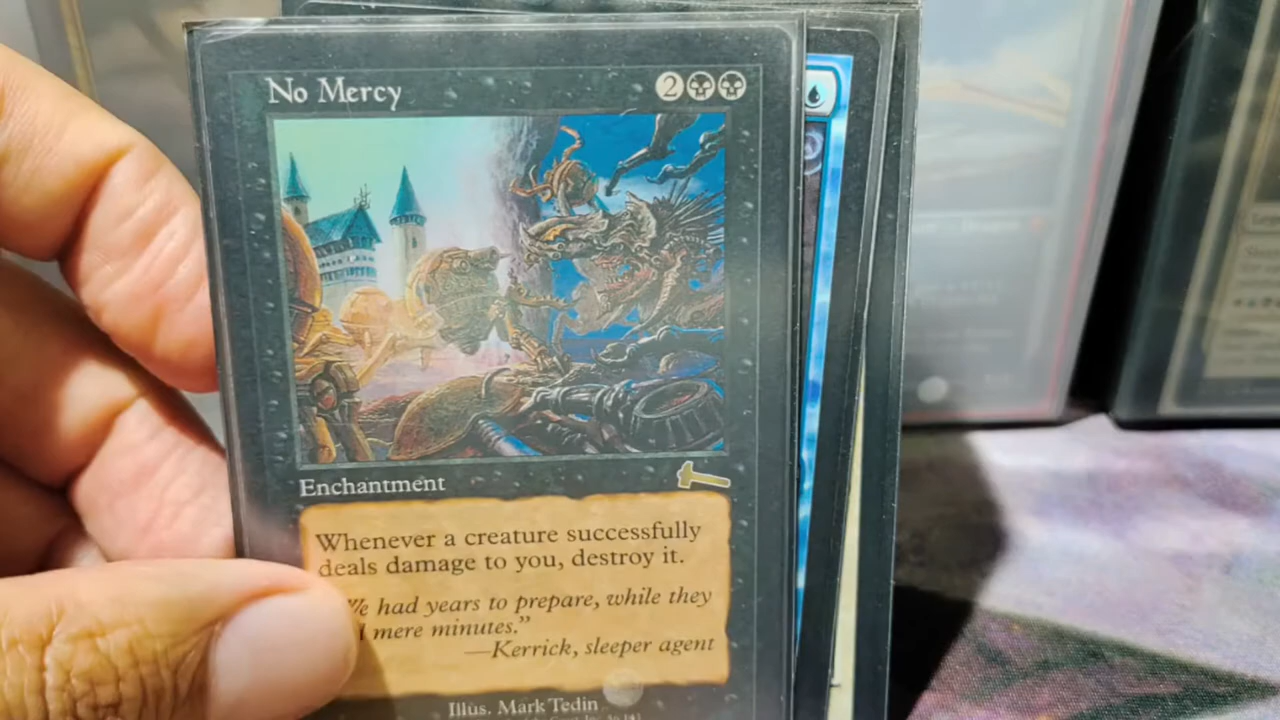 No Mercy
2
Enchantment
Whenever a creature successfully
deals damage to you, destroy it.
had years to prepare, while they
mere minutes.”
—Kerrick, sleeper agent
Illus. Mark Tedin